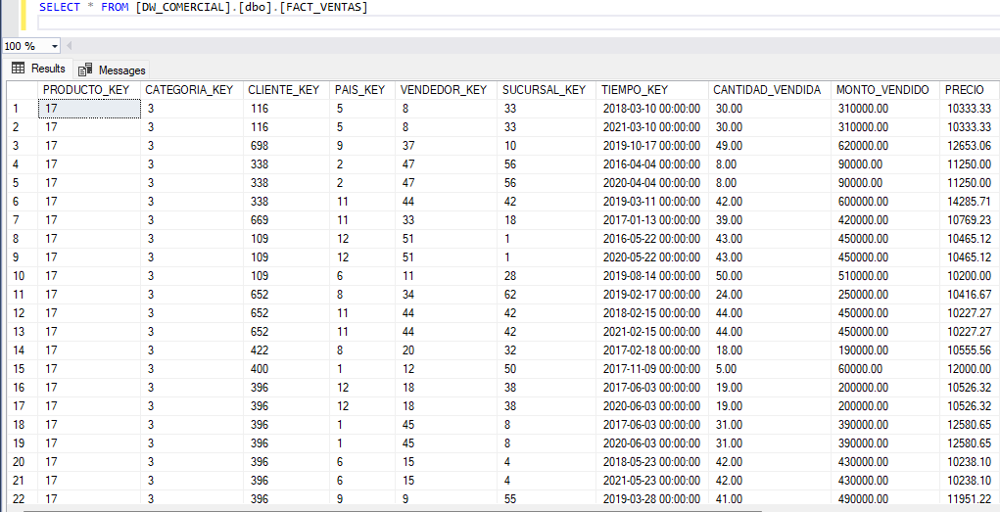 SELECT * FROM [DW_COMERCIAL].[dbo].[FACT_VENTAS]
100 %
Results Messages
PRODUCTO_KEY CATEGORIA_KEY CLIENTE_KEY PAIS_KEY VENDEDOR_KEY SUCURSAL_KEY TIEMPO_KEY CANTIDAD_VENDIDA MONTO_VENDIDO PRECIO
1 17 3 116 5 8 33 2018-03-10 00:00:00 30.00 310000.00 10333.33
2 17 3 116 5 8 33 2021-03-10 00:00:00 30.00 310000.00 10333.33
3 17 3 698 9 37 10 2019-10-17 00:00:00 49.00 620000.00 12653.06
4 17 3 338 2 47 56 2016-04-04 00:00:00 8.00 90000.00 11250.00
5 17 3 338 2 47 56 2020-04-04 00:00:00 8.00 90000.00 11250.00
6 17 3 338 11 44 42 2019-03-11 00:00:00 42.00 600000.00 14285.71
7 17 3 669 11 33 18 2017-01-13 00:00:00 39.00 420000.00 10769.23
8 17 3 109 12 51 1 2016-05-22 00:00:00 43.00 450000.00 10465.12
9 17 3 109 12 51 1 2020-05-22 00:00:00 43.00 450000.00 10465.12
10 17 3 109 6 11 28 2019-08-14 00:00:00 50.00 510000.00 10200.00
11 17 3 652 8 34 62 2019-02-17 00:00:00 24.00 250000.00 10416.67
12 17 3 652 11 44 42 2018-02-15 00:00:00 44.00 450000.00 10227.27
13 17 3 652 11 44 42 2021-02-15 00:00:00 44.00 450000.00 10227.27
14 17 3 422 8 20 32 2017-02-18 00:00:00 18.00 190000.00 10555.56
15 17 3 400 1 12 50 2017-11-09 00:00:00 5.00 60000.00 12000.00
16 17 3 396 12 18 38 2017-06-03 00:00:00 19.00 200000.00 10526.32
17 17 3 396 12 18 38 2020-06-03 00:00:00 19.00 200000.00 10526.32
18 17 3 396 1 45 8 2017-06-03 00:00:00 31.00 390000.00 12580.65
19 17 3 396 1 45 8 2020-06-03 00:00:00 31.00 390000.00 12580.65
20 17 3 396 6 15 4 2018-05-23 00:00:00 42.00 430000.00 10238.10
21 17 3 396 6 15 4 2021-05-23 00:00:00 42.00 430000.00 10238.10
22 17 3 396 9 9 55 2019-03-28 00:00:00 41.00 490000.00 11951.22